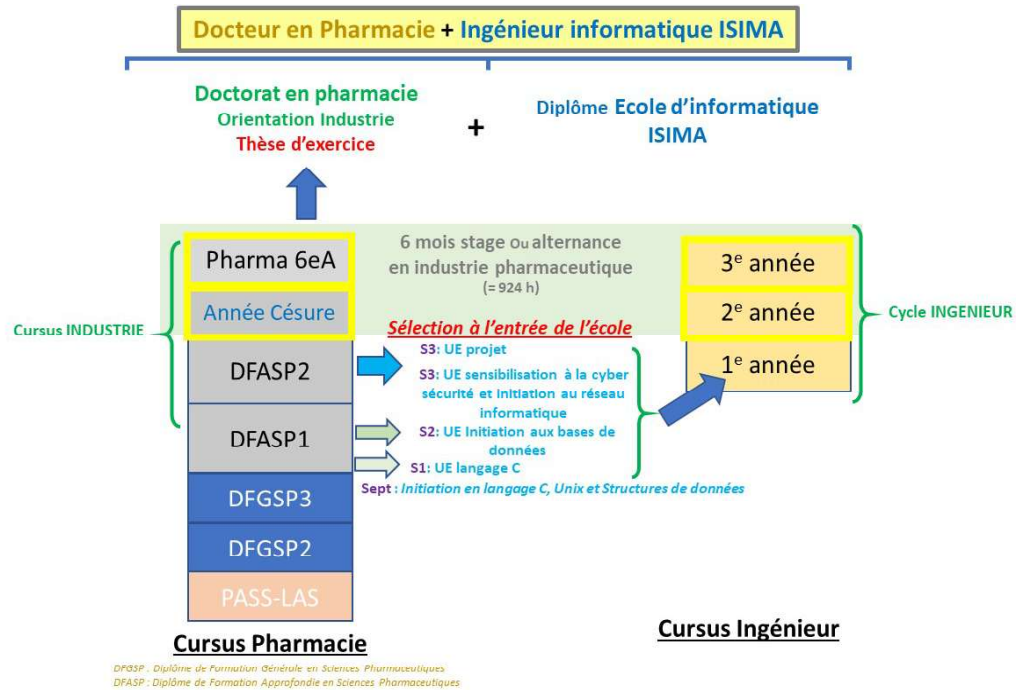 Docteur en Pharmacie + Ingénieur informatique ISIMA
Doctorat en pharmacie
Orientation Industrie
Thèse d'exercice
+
Diplôme Ecole d'informatique
ISIMA
Cursus INDUSTRIE
Pharma 6eA
Année Césure
DFASP2
DFASP1
DFGSP3
DFGSP2
PASS-LAS
Cursus Pharmacie
6 mois stage Ou alternance
en industrie pharmaceutique
(= 924 h)
Sélection à l'entrée de l'école
S3: UE projet
S3: UE sensibilisation à la cyber
sécurité et initiation au réseau
informatique
S2: UE Initiation aux bases de
données
S1: UE langage C
Sept : Initiation en langage C, Unix et Structures de données
3e année
2e année
1e année
Cycle INGENIEUR
Cursus Ingénieur
DFGSP : Diplôme de Formation Générale en Sciences Pharmaceutiques
DFASP : Diplôme de Formation Approfondie en Sciences Pharmaceutiques